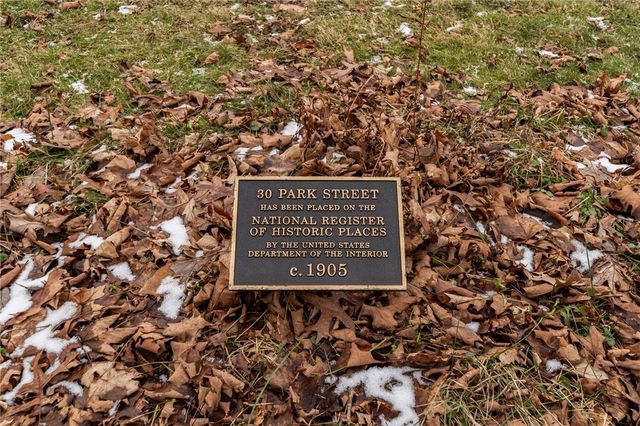 30 PARK STREET
HAS BEEN PLACED ON THE
NATIONAL REGISTER
OF HISTORIC PLACES
BY THE UNITED STATES
DEPARTMENT OF THE INTERIOR
c. 1905